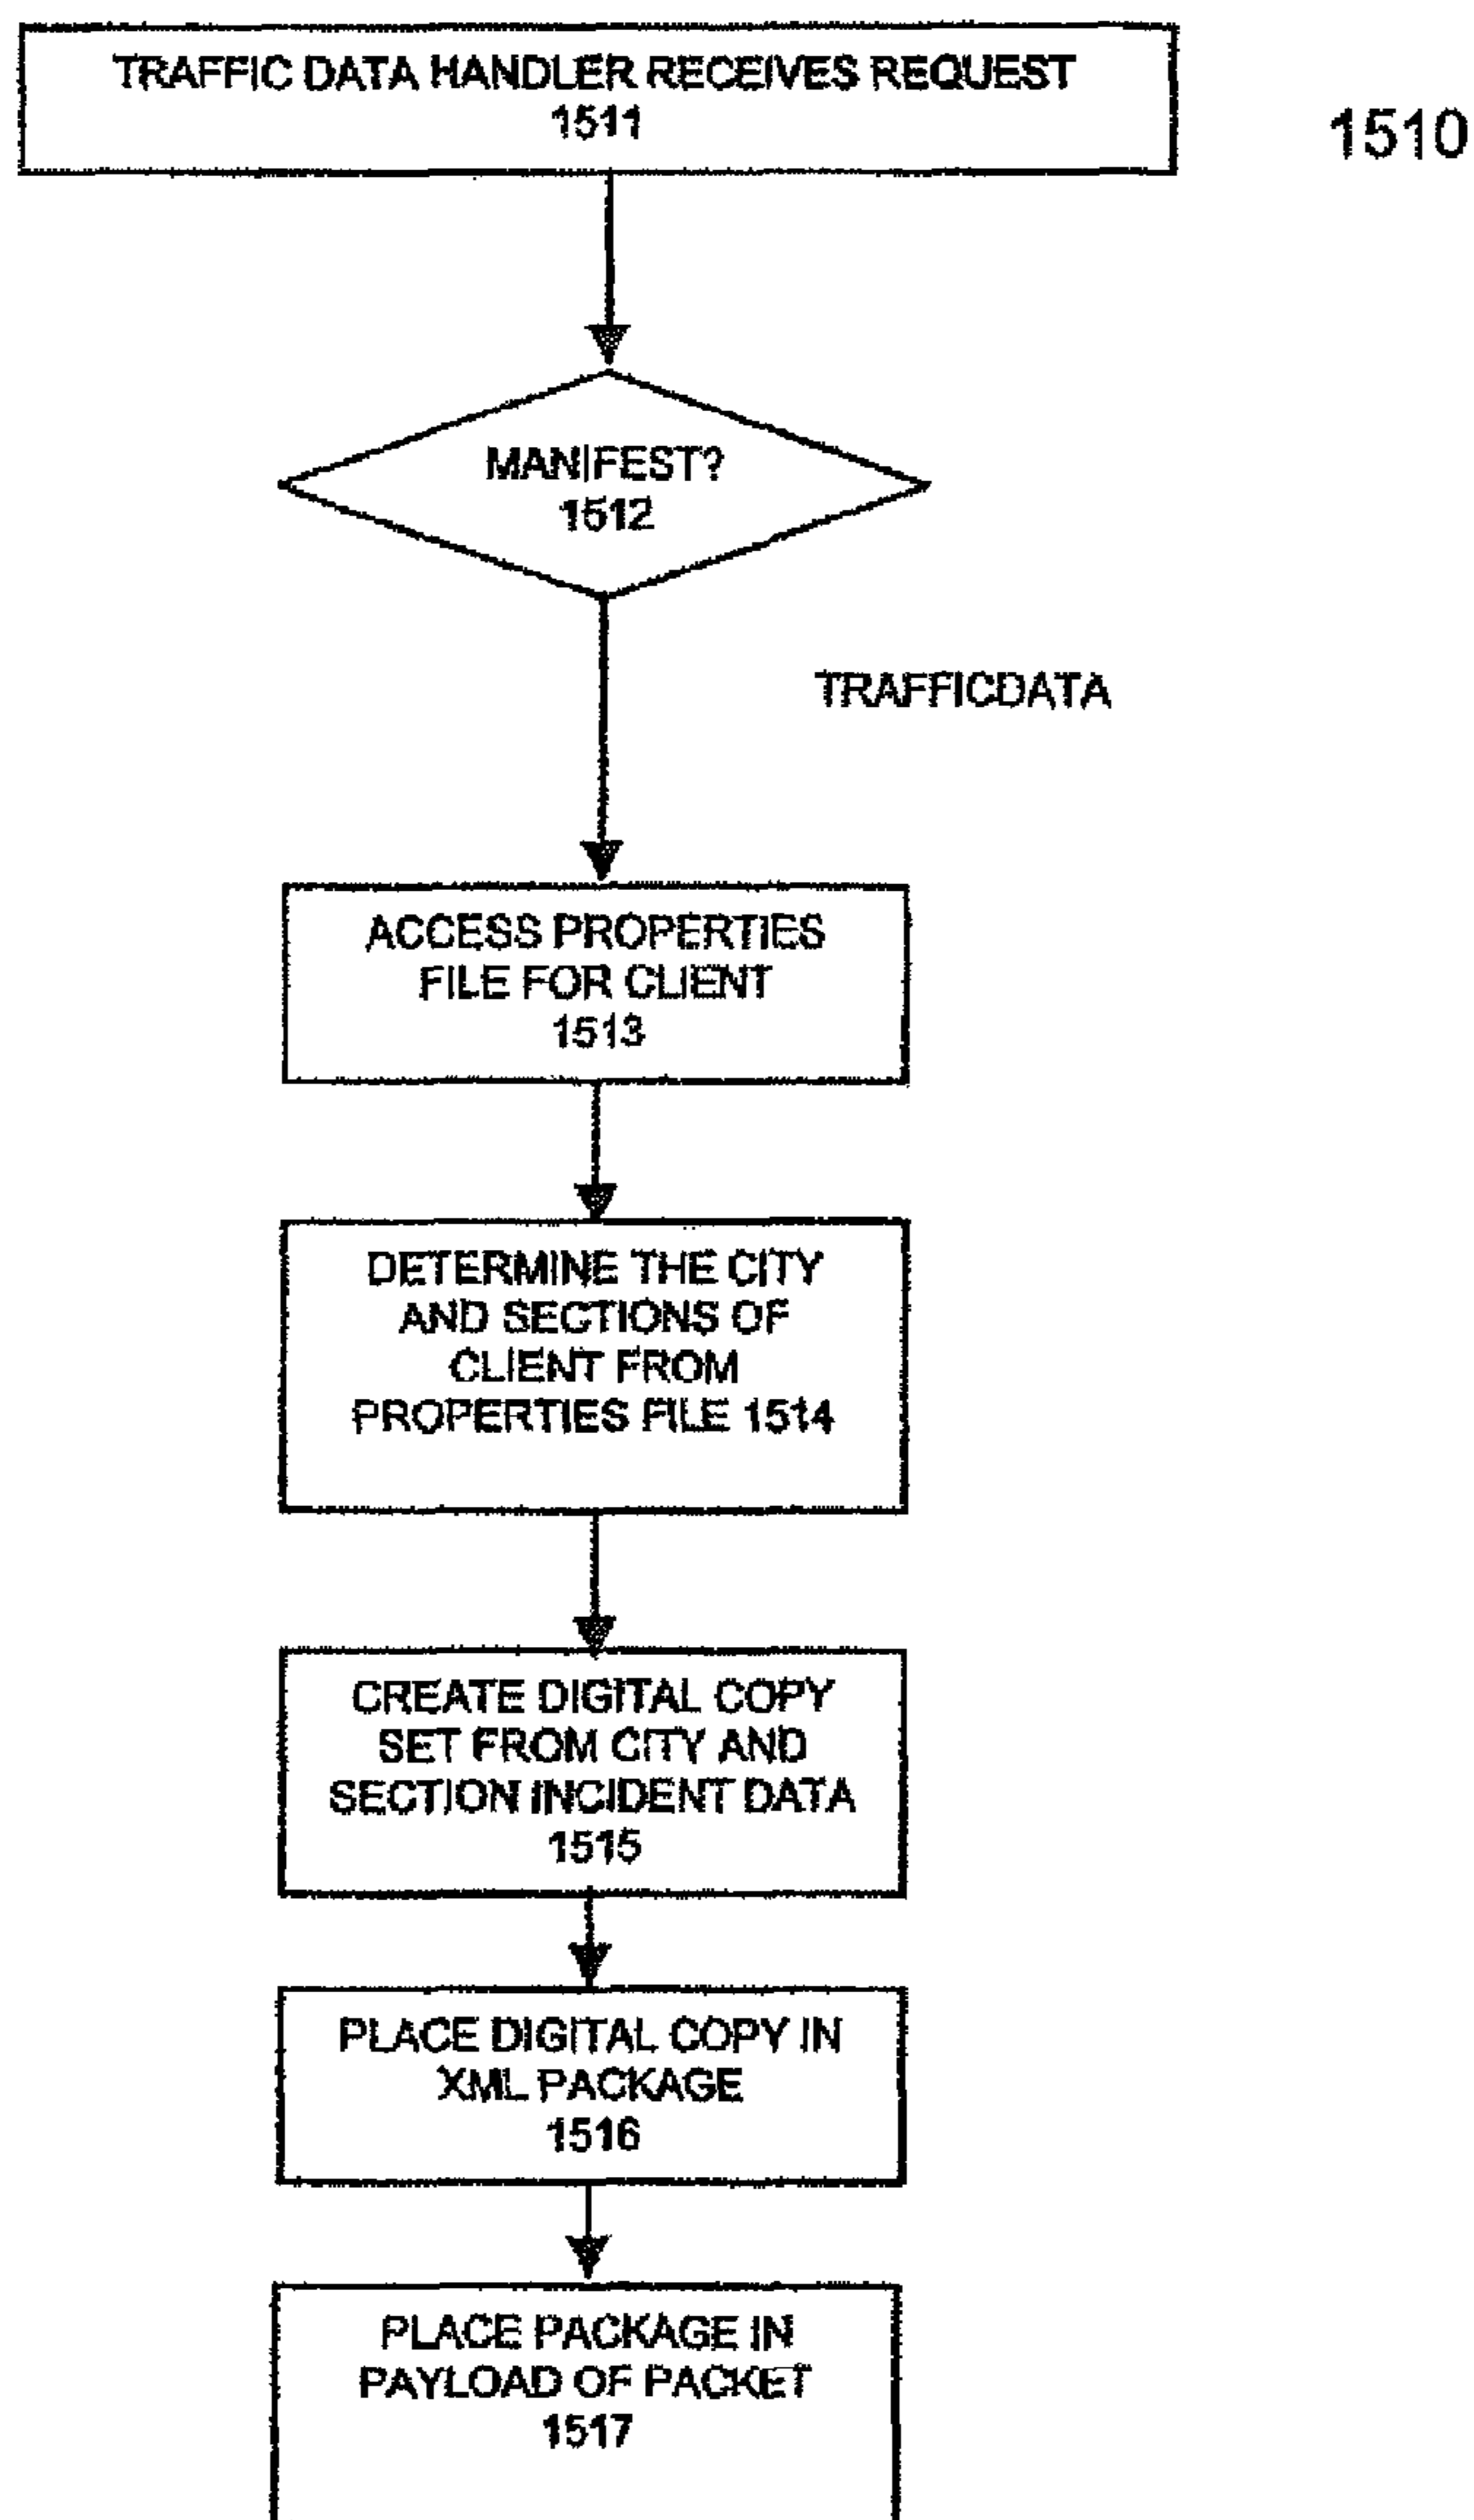 TRAFFIC DATA HANDLER RECEIVES REQUEST
1511
1510
MANIFEST?
1512
TRAFFICDATA
ACCESS PROPERTIES
FILE FOR CLIENT
1513
DETERMINE THE CITY
AND SECTIONS OF
CLIENT FROM
PROPERTIES FILE 1514
CREATE DIGITAL COPY
SET FROM CITY AND
SECTION INCIDENT DATA
1515
PLACE DIGITAL COPY IN
XML PACKAGE
1516
PLACE PACKAGE IN
PAYLOAD OF PACKET
1517